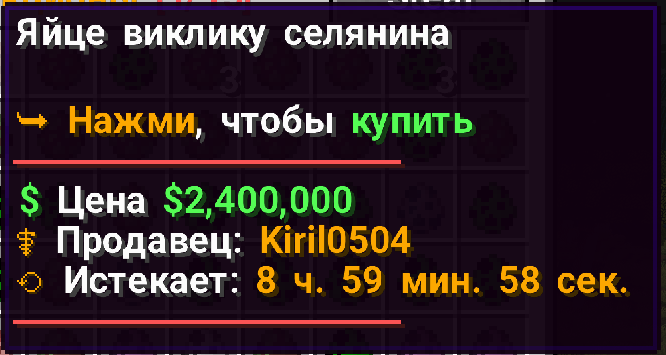 Яйце виклику селянина
⮩ Нажми, чтобы купить
$ Цена $2,400,000
☤ Продавец: Kiril0504
⟲ Истекает: 8 ч. 59 мин. 58 сек.